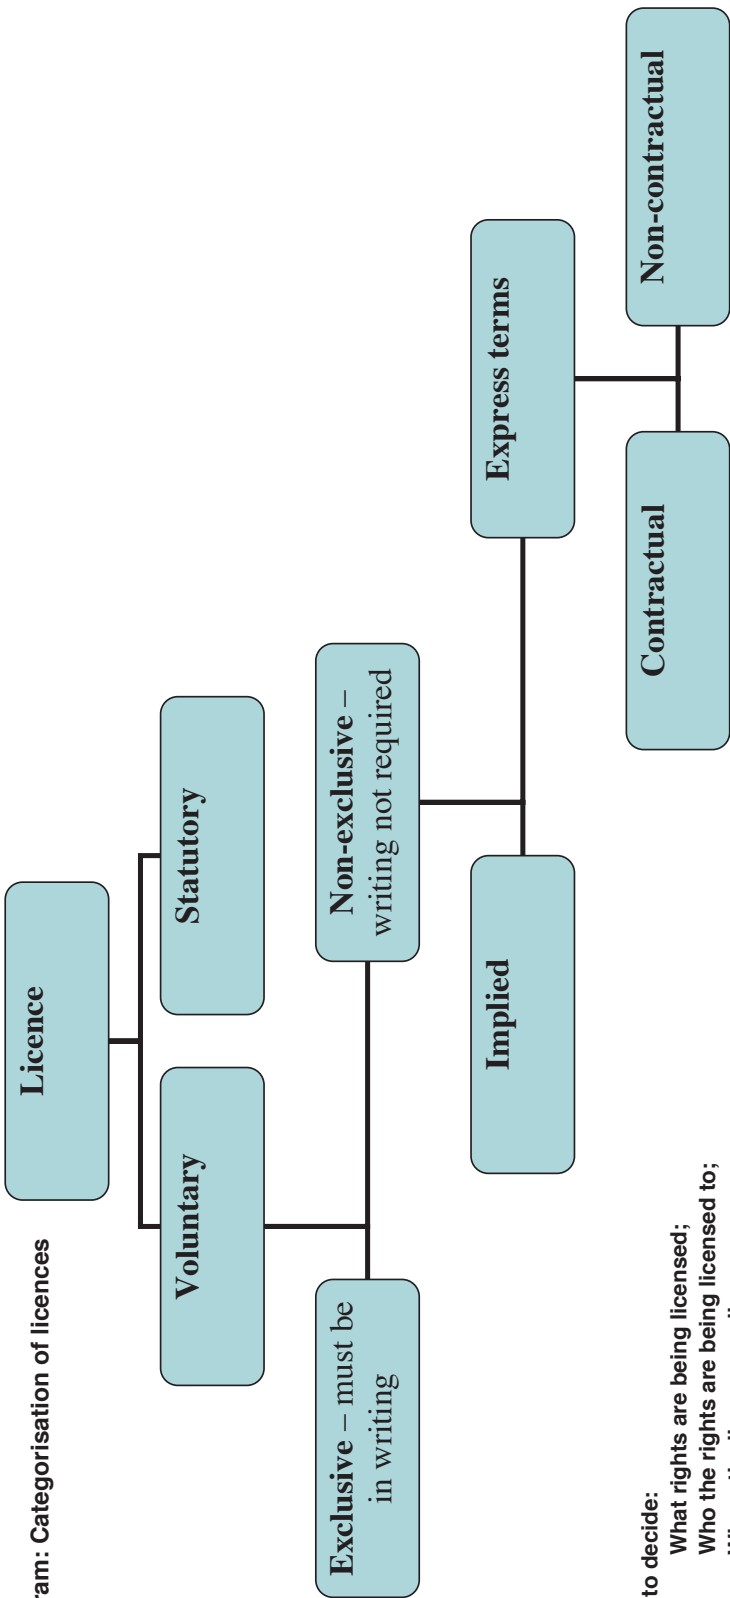 ram: Categorisation of licences
Licence
Voluntary
Statutory
Exclusive – must be
in writing
Non-exclusive –
writing not required
Implied
Express terms
Contractual
Non-contractual
to decide:
What rights are being licensed;
Who the rights are being licensed to;